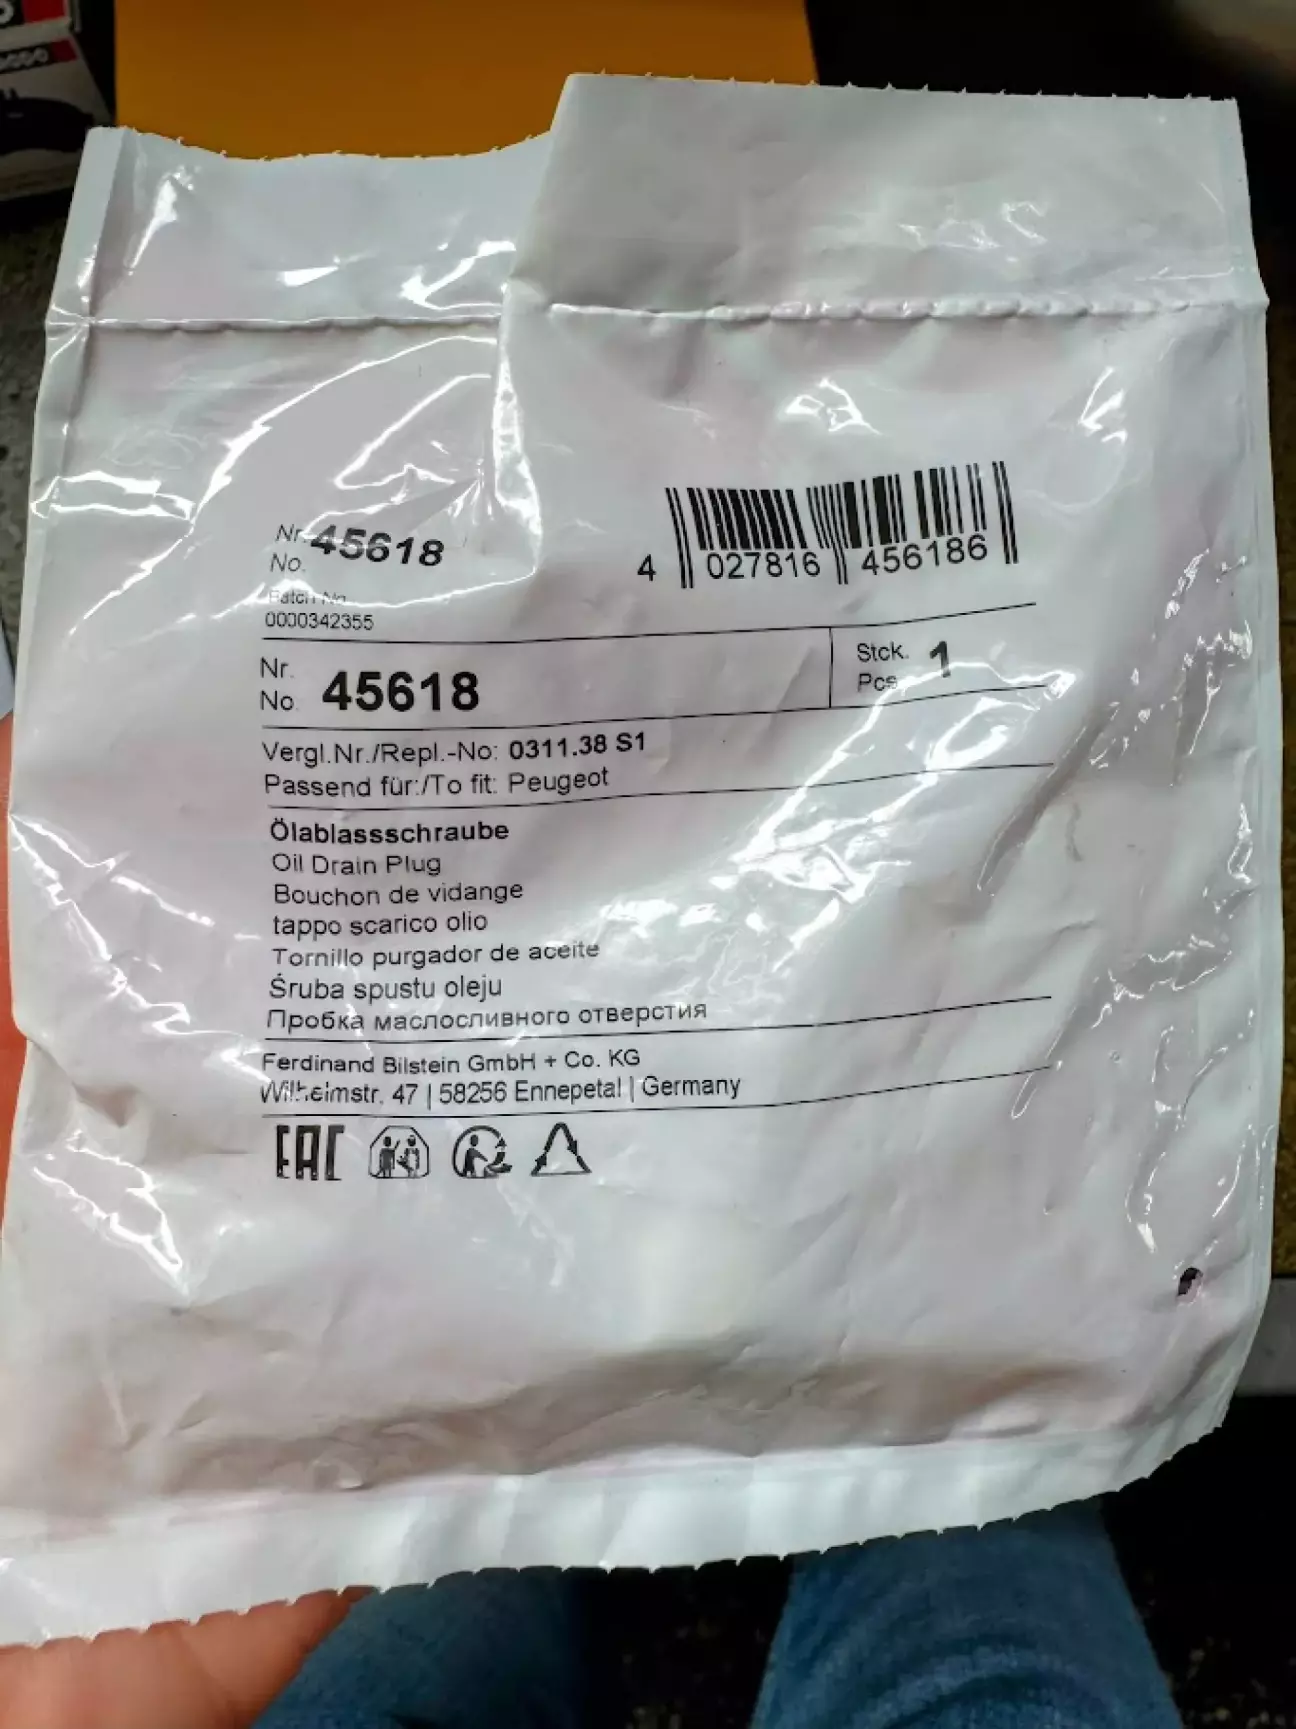 Nr. 45618
No.
0000342355
4 027816 456186
Nr.
No. 45618
Stck. 1
Pcs.
Vergl.Nr./Repl.-No: 0311.38 S1
Passend für:/To fit: Peugeot
Ölablassschraube
Oil Drain Plug
Bouchon de vidange
tappo scarico olio
Tornillo purgador de aceite
Śruba spustu oleju
Пробка маслосливного отверстия
Ferdinand Bilstein GmbH + Co. KG
Wilhelmstr. 47 | 58256 Ennepetal | Germany
EAC